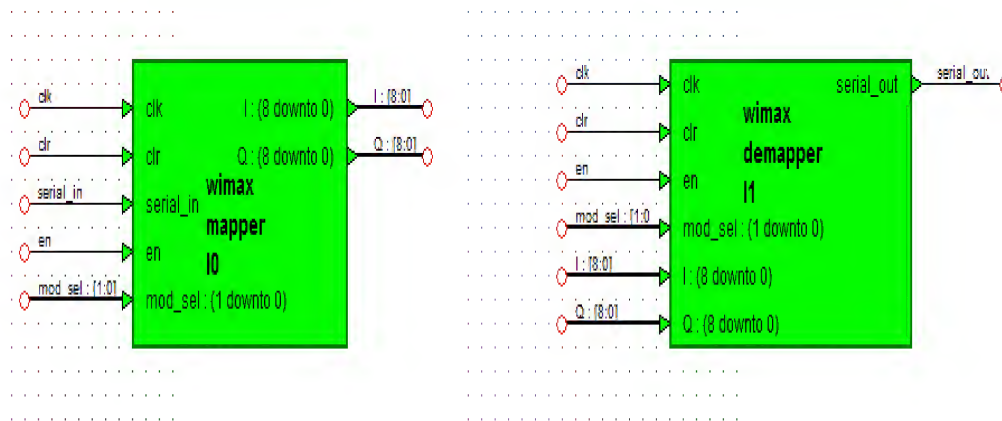 clk
clr
serial_in
en
mod_sel : [1:0]
clk
clr
serial_in
en
mod_sel : (1 downto 0)
I : (8 downto 0)
Q : (8 downto 0)
wimax
mapper
I0
I : [8:0]
Q : [8:0]
clk
clr
en
mod_sel : [1:0
I : [8:0]
Q : [8:0]
clk
clr
en
mod_sel : (1 downto 0)
I : (8 downto 0)
Q : (8 downto 0)
serial_out
wimax
demapper
I1
serial_out